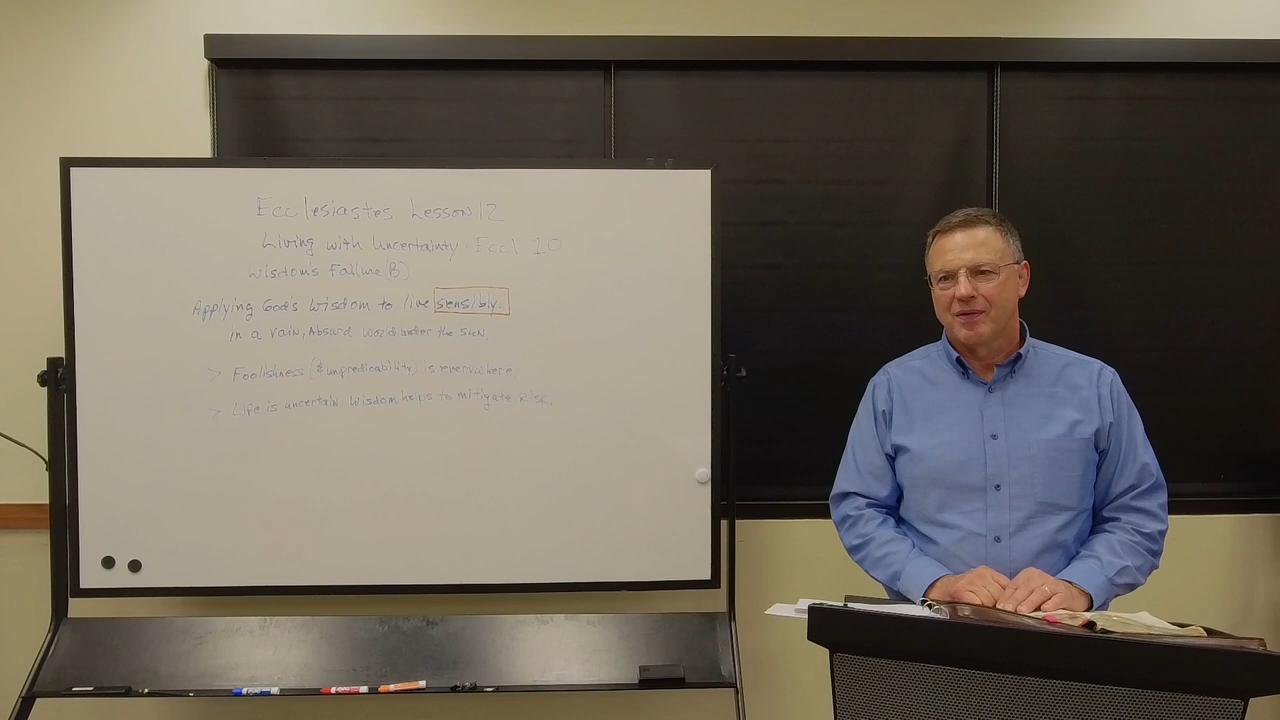 Ecclesiastes Lesson 12
Living with Uncertainty. Eccl 10
Wisdom's Failure (B)
Applying God's Wisdom to live sensibly.
in a vain, Absurd World under the Sun.
> Foolishness (& unpredicability) is everywhere.
> Life is uncertain. Wisdom helps to mitigate Risk.